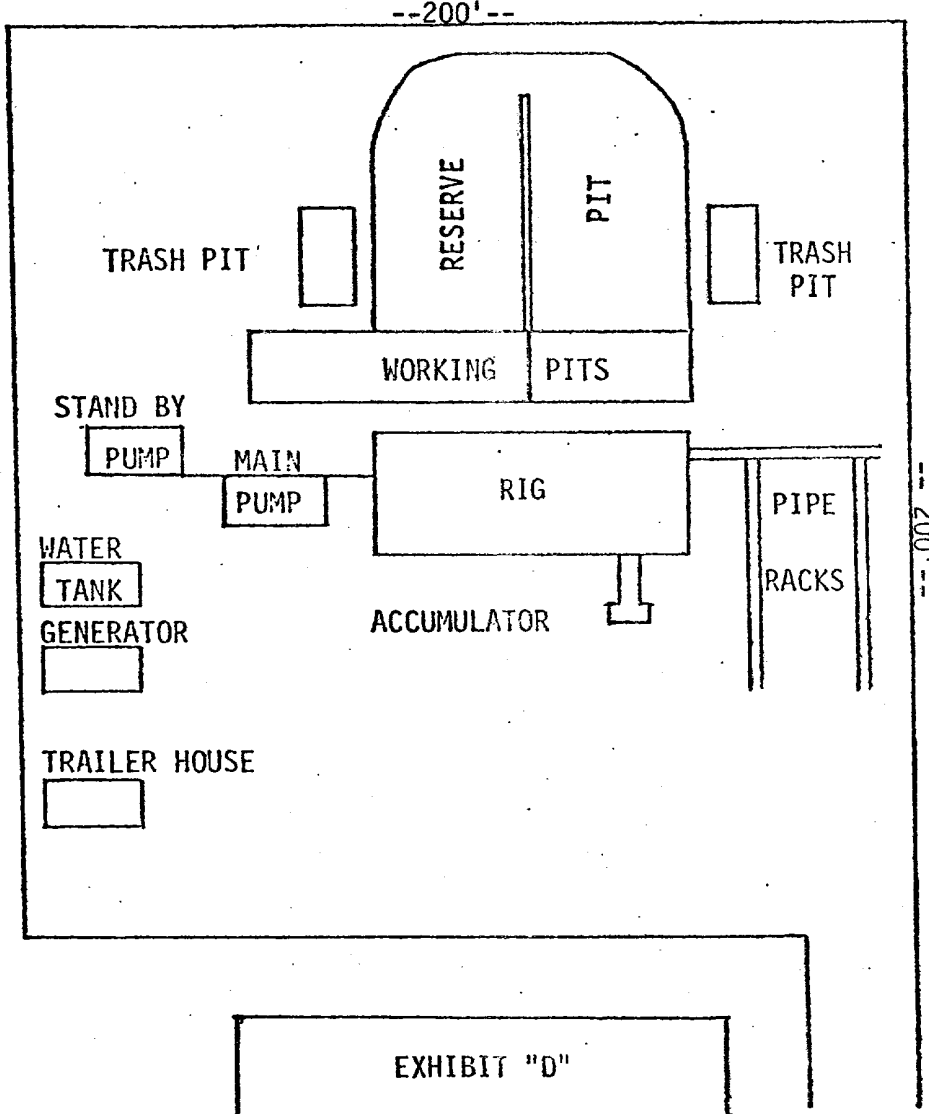 --200'--
RESERVE
PIT
TRASH PIT
TRASH
PIT
WORKING PITS
STAND BY
PUMP
MAIN
PUMP
RIG
PIPE
RACKS
-- 200' --
WATER
TANK
GENERATOR
ACCUMULATOR
TRAILER HOUSE
EXHIBIT "D"